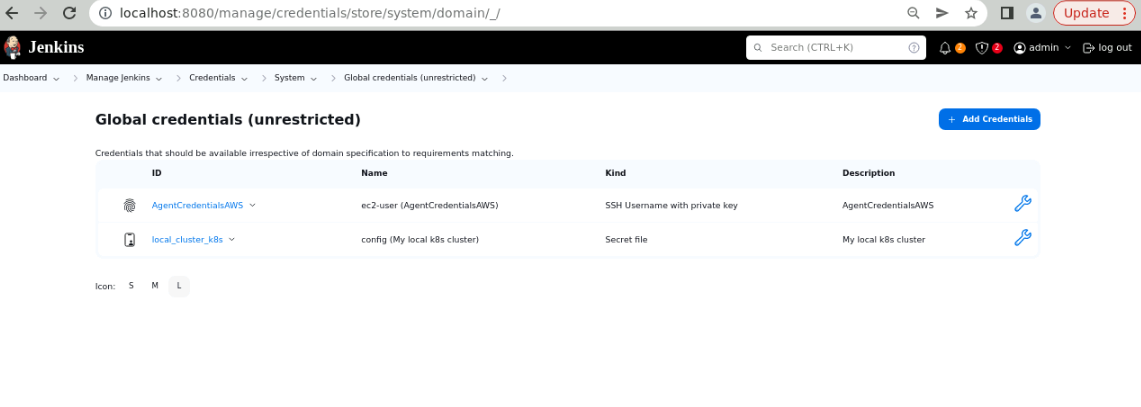 localhost:8080/manage/credentials/store/system/domain/_/
Update
Jenkins
Search (CTRL+K)
2
2
admin
log out
Dashboard
Manage Jenkins
Credentials
System
Global credentials (unrestricted)
Global credentials (unrestricted)
+ Add Credentials
Credentials that should be available irrespective of domain specification to requirements matching.
ID Name Kind Description
AgentCredentialsAWS ec2-user (AgentCredentialsAWS) SSH Username with private key AgentCredentialsAWS
local_cluster_k8s config (My local k8s cluster) Secret file My local k8s cluster
Icon: S M L